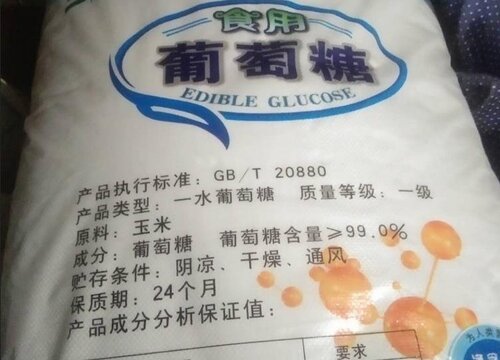 食用
葡萄糖
EDIBLE GLUCOSE
产品执行标准：GB/T 20880
产品类型：一水葡萄糖 质量等级：一级
原料：玉米
成分：葡萄糖 葡萄糖含量≥99.0%
贮存条件：阴凉、干燥、通风
保质期：24个月
产品成分分析保证值：
要求
为人类